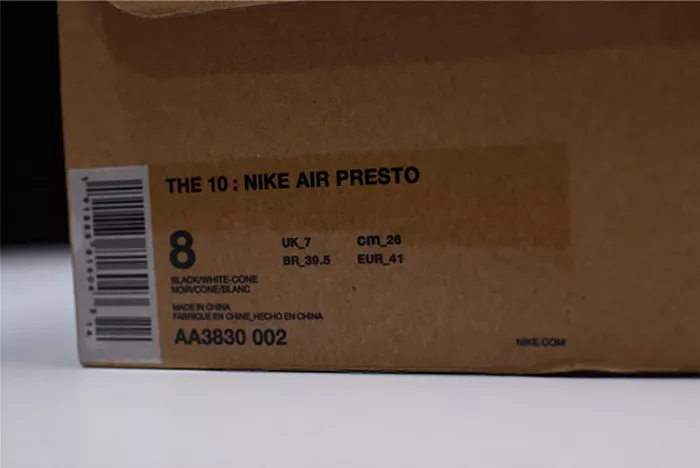 THE 10 : NIKE AIR PRESTO
8
UK_7 cm_26
BR_39.5 EUR_41
BLACK/WHITE-CONE
NOIR/CONE/BLANC
MADE IN CHINA
FABRIQUE EN CHINE_HECHO EN CHINA
AA3830 002
NIKE.COM